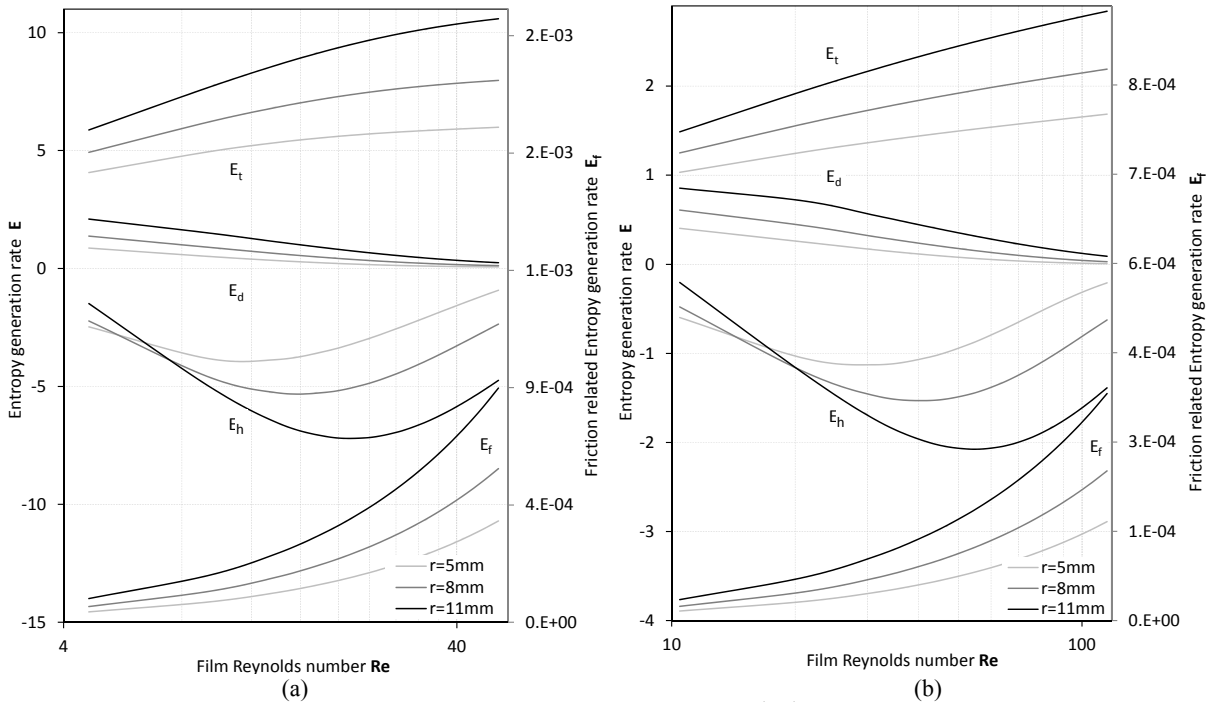 10
5
0
-5
-10
-15
Entropy generation rate E
2.E-03
2.E-03
1.E-03
9.E-04
4.E-04
0.E+00
Friction related Entropy generation rate Ef
Et
Ed
Eh
Ef
r=5mm
r=8mm
r=11mm
4
40
Film Reynolds number Re
(a)
2
1
0
-1
-2
-3
-4
Entropy generation rate E
8.E-04
7.E-04
6.E-04
4.E-04
3.E-04
1.E-04
0.E+00
Friction related Entropy generation rate Ef
Et
Ed
Eh
Ef
r=5mm
r=8mm
r=11mm
10
100
Film Reynolds number Re
(b)